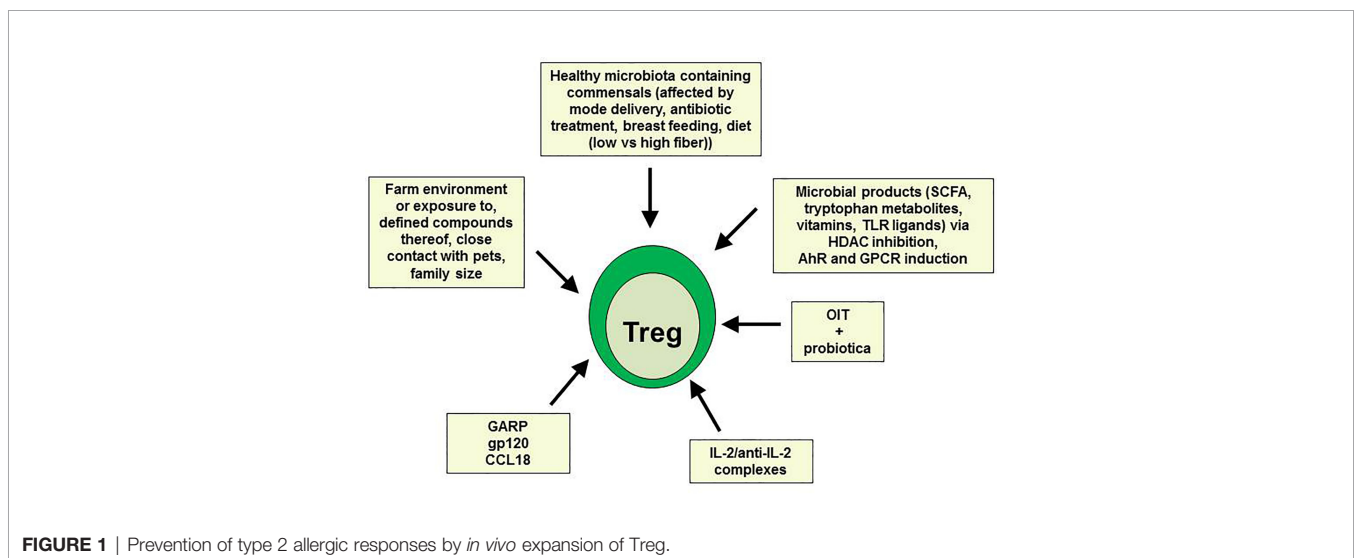 Healthy microbiota containing
commensals (affected by
mode delivery, antibiotic
treatment, breast feeding, diet
(low vs high fiber))
Farm environment
or exposure to,
defined compounds
thereof, close
contact with pets,
family size
Microbial products (SCFA,
tryptophan metabolites,
vitamins, TLR ligands) via
HDAC inhibition,
AhR and GPCR induction
Treg
OIT
+
probiotica
GARP
gp120
CCL18
IL-2/anti-IL-2
complexes
FIGURE 1 | Prevention of type 2 allergic responses by in vivo expansion of Treg.